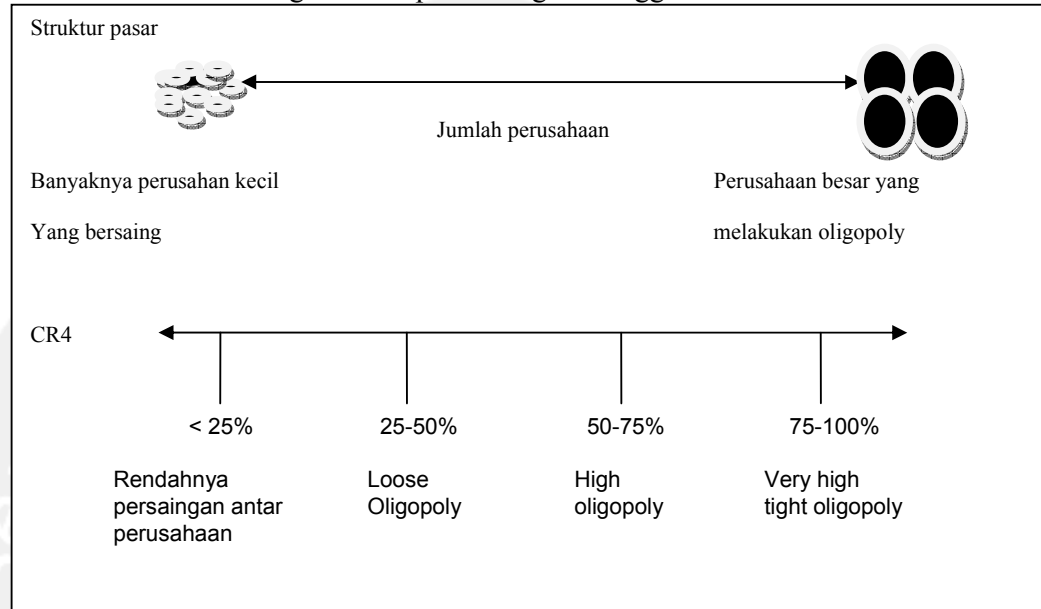 Struktur pasar
Jumlah perusahaan
Banyaknya perusahan kecil
Yang bersaing
Perusahaan besar yang
melakukan oligopoly
CR4
< 25%
25-50%
50-75%
75-100%
Rendahnya
persaingan antar
perusahaan
Loose
Oligopoly
High
oligopoly
Very high
tight oligopoly